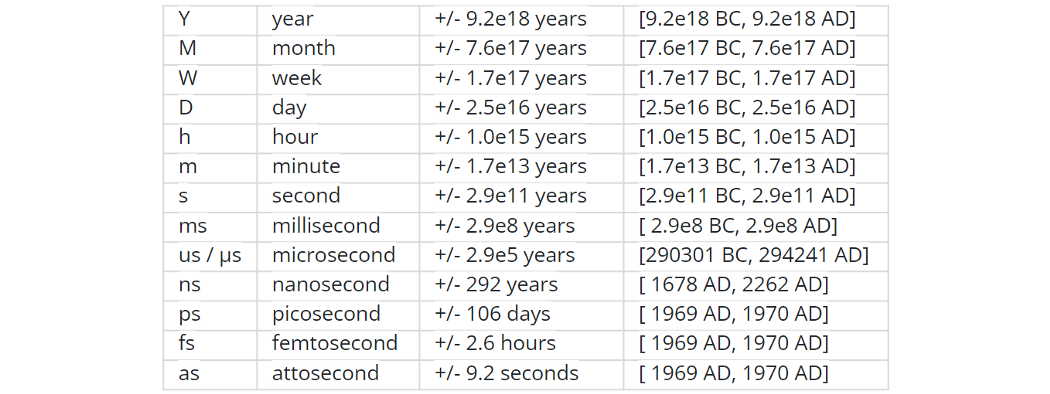 Y year +/- 9.2e18 years [9.2e18 BC, 9.2e18 AD]
M month +/- 7.6e17 years [7.6e17 BC, 7.6e17 AD]
W week +/- 1.7e17 years [1.7e17 BC, 1.7e17 AD]
D day +/- 2.5e16 years [2.5e16 BC, 2.5e16 AD]
h hour +/- 1.0e15 years [1.0e15 BC, 1.0e15 AD]
m minute +/- 1.7e13 years [1.7e13 BC, 1.7e13 AD]
s second +/- 2.9e11 years [2.9e11 BC, 2.9e11 AD]
ms millisecond +/- 2.9e8 years [ 2.9e8 BC, 2.9e8 AD]
us / μs microsecond +/- 2.9e5 years [290301 BC, 294241 AD]
ns nanosecond +/- 292 years [ 1678 AD, 2262 AD]
ps picosecond +/- 106 days [ 1969 AD, 1970 AD]
fs femtosecond +/- 2.6 hours [ 1969 AD, 1970 AD]
as attosecond +/- 9.2 seconds [ 1969 AD, 1970 AD]